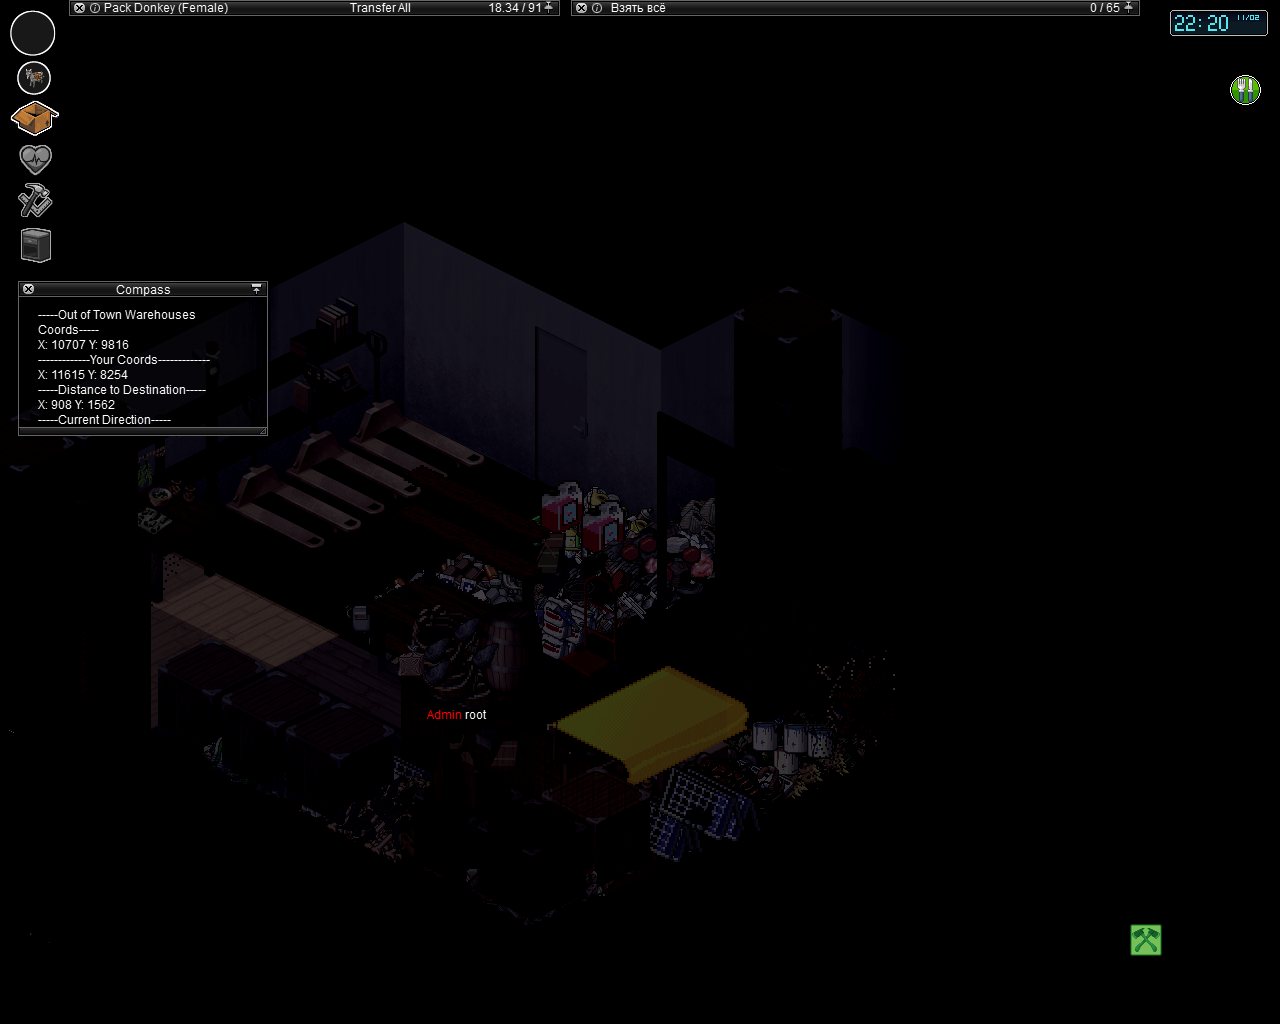 Pack Donkey (Female) Transfer All 18.34 / 91
Взять всё 0 / 65
22:20 11/02
Compass
-----Out of Town Warehouses
Coords-----
X: 10707 Y: 9816
-------------Your Coords-------------
X: 11615 Y: 8254
-----Distance to Destination-----
X: 908 Y: 1562
-----Current Direction-----
Admin root